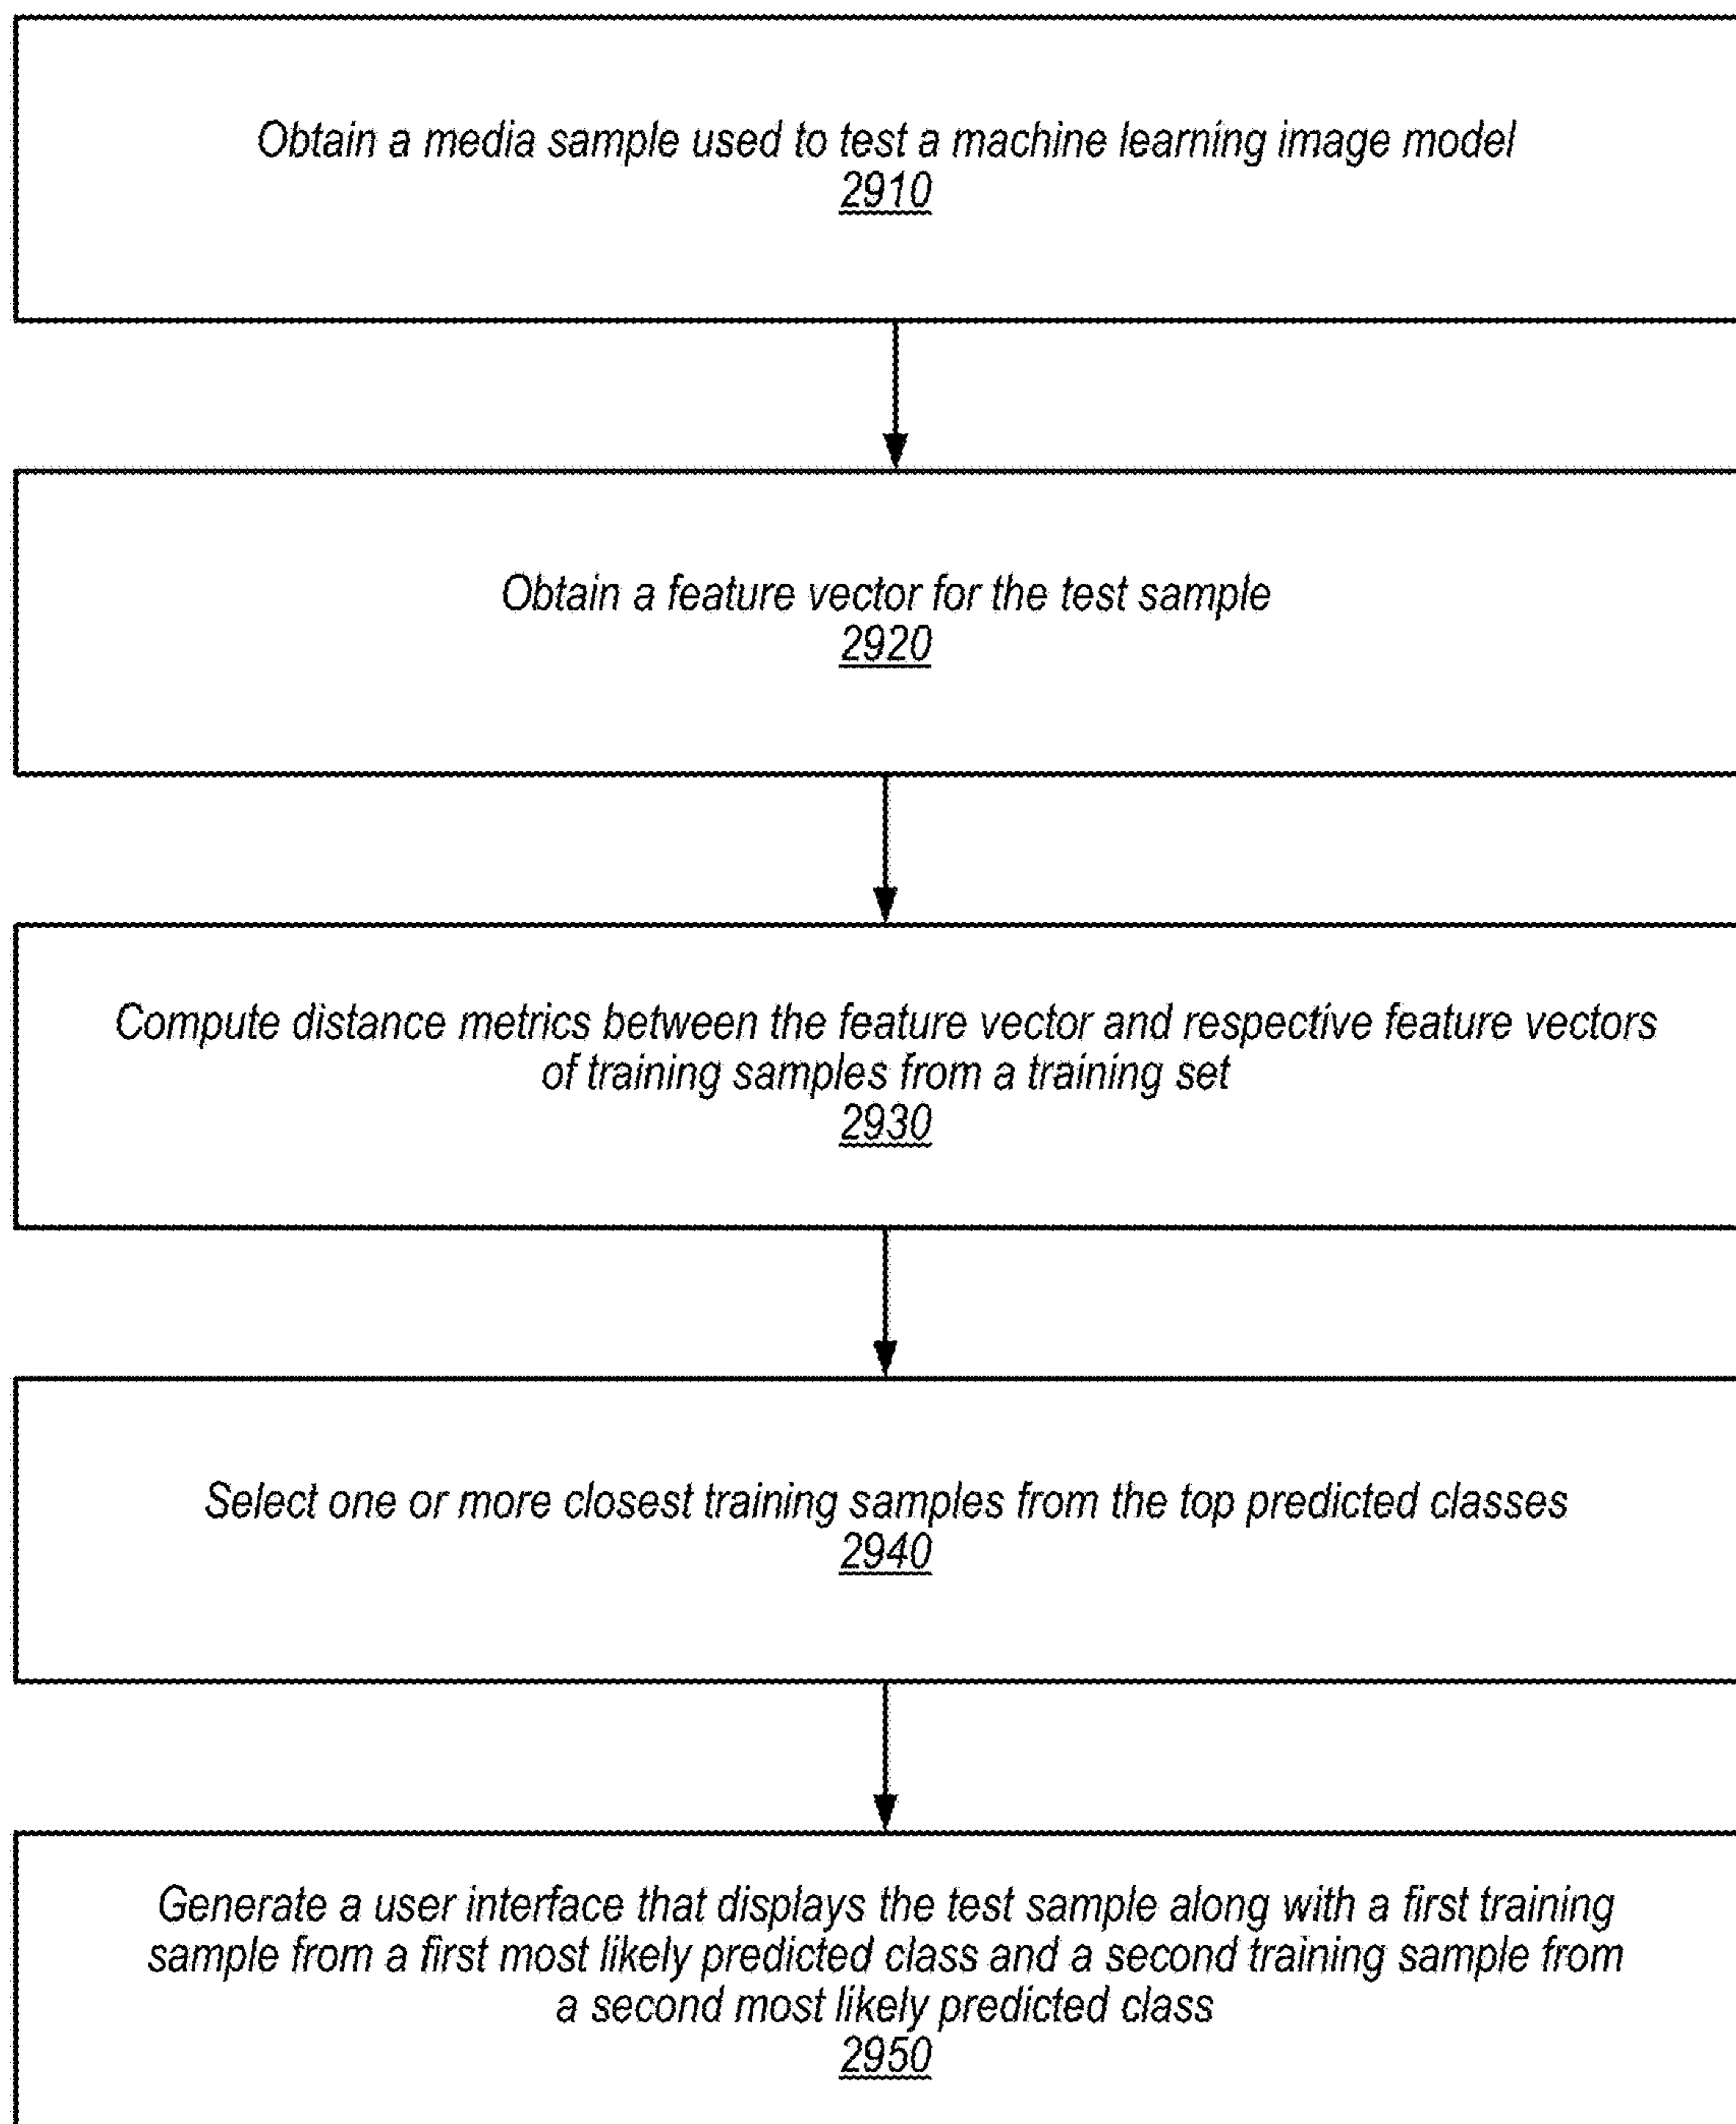 Obtain a media sample used to test a machine learning image model
2910
Obtain a feature vector for the test sample
2920
Compute distance metrics between the feature vector and respective feature vectors
of training samples from a training set
2930
Select one or more closest training samples from the top predicted classes
2940
Generate a user interface that displays the test sample along with a first training
sample from a first most likely predicted class and a second training sample from
a second most likely predicted class
2950